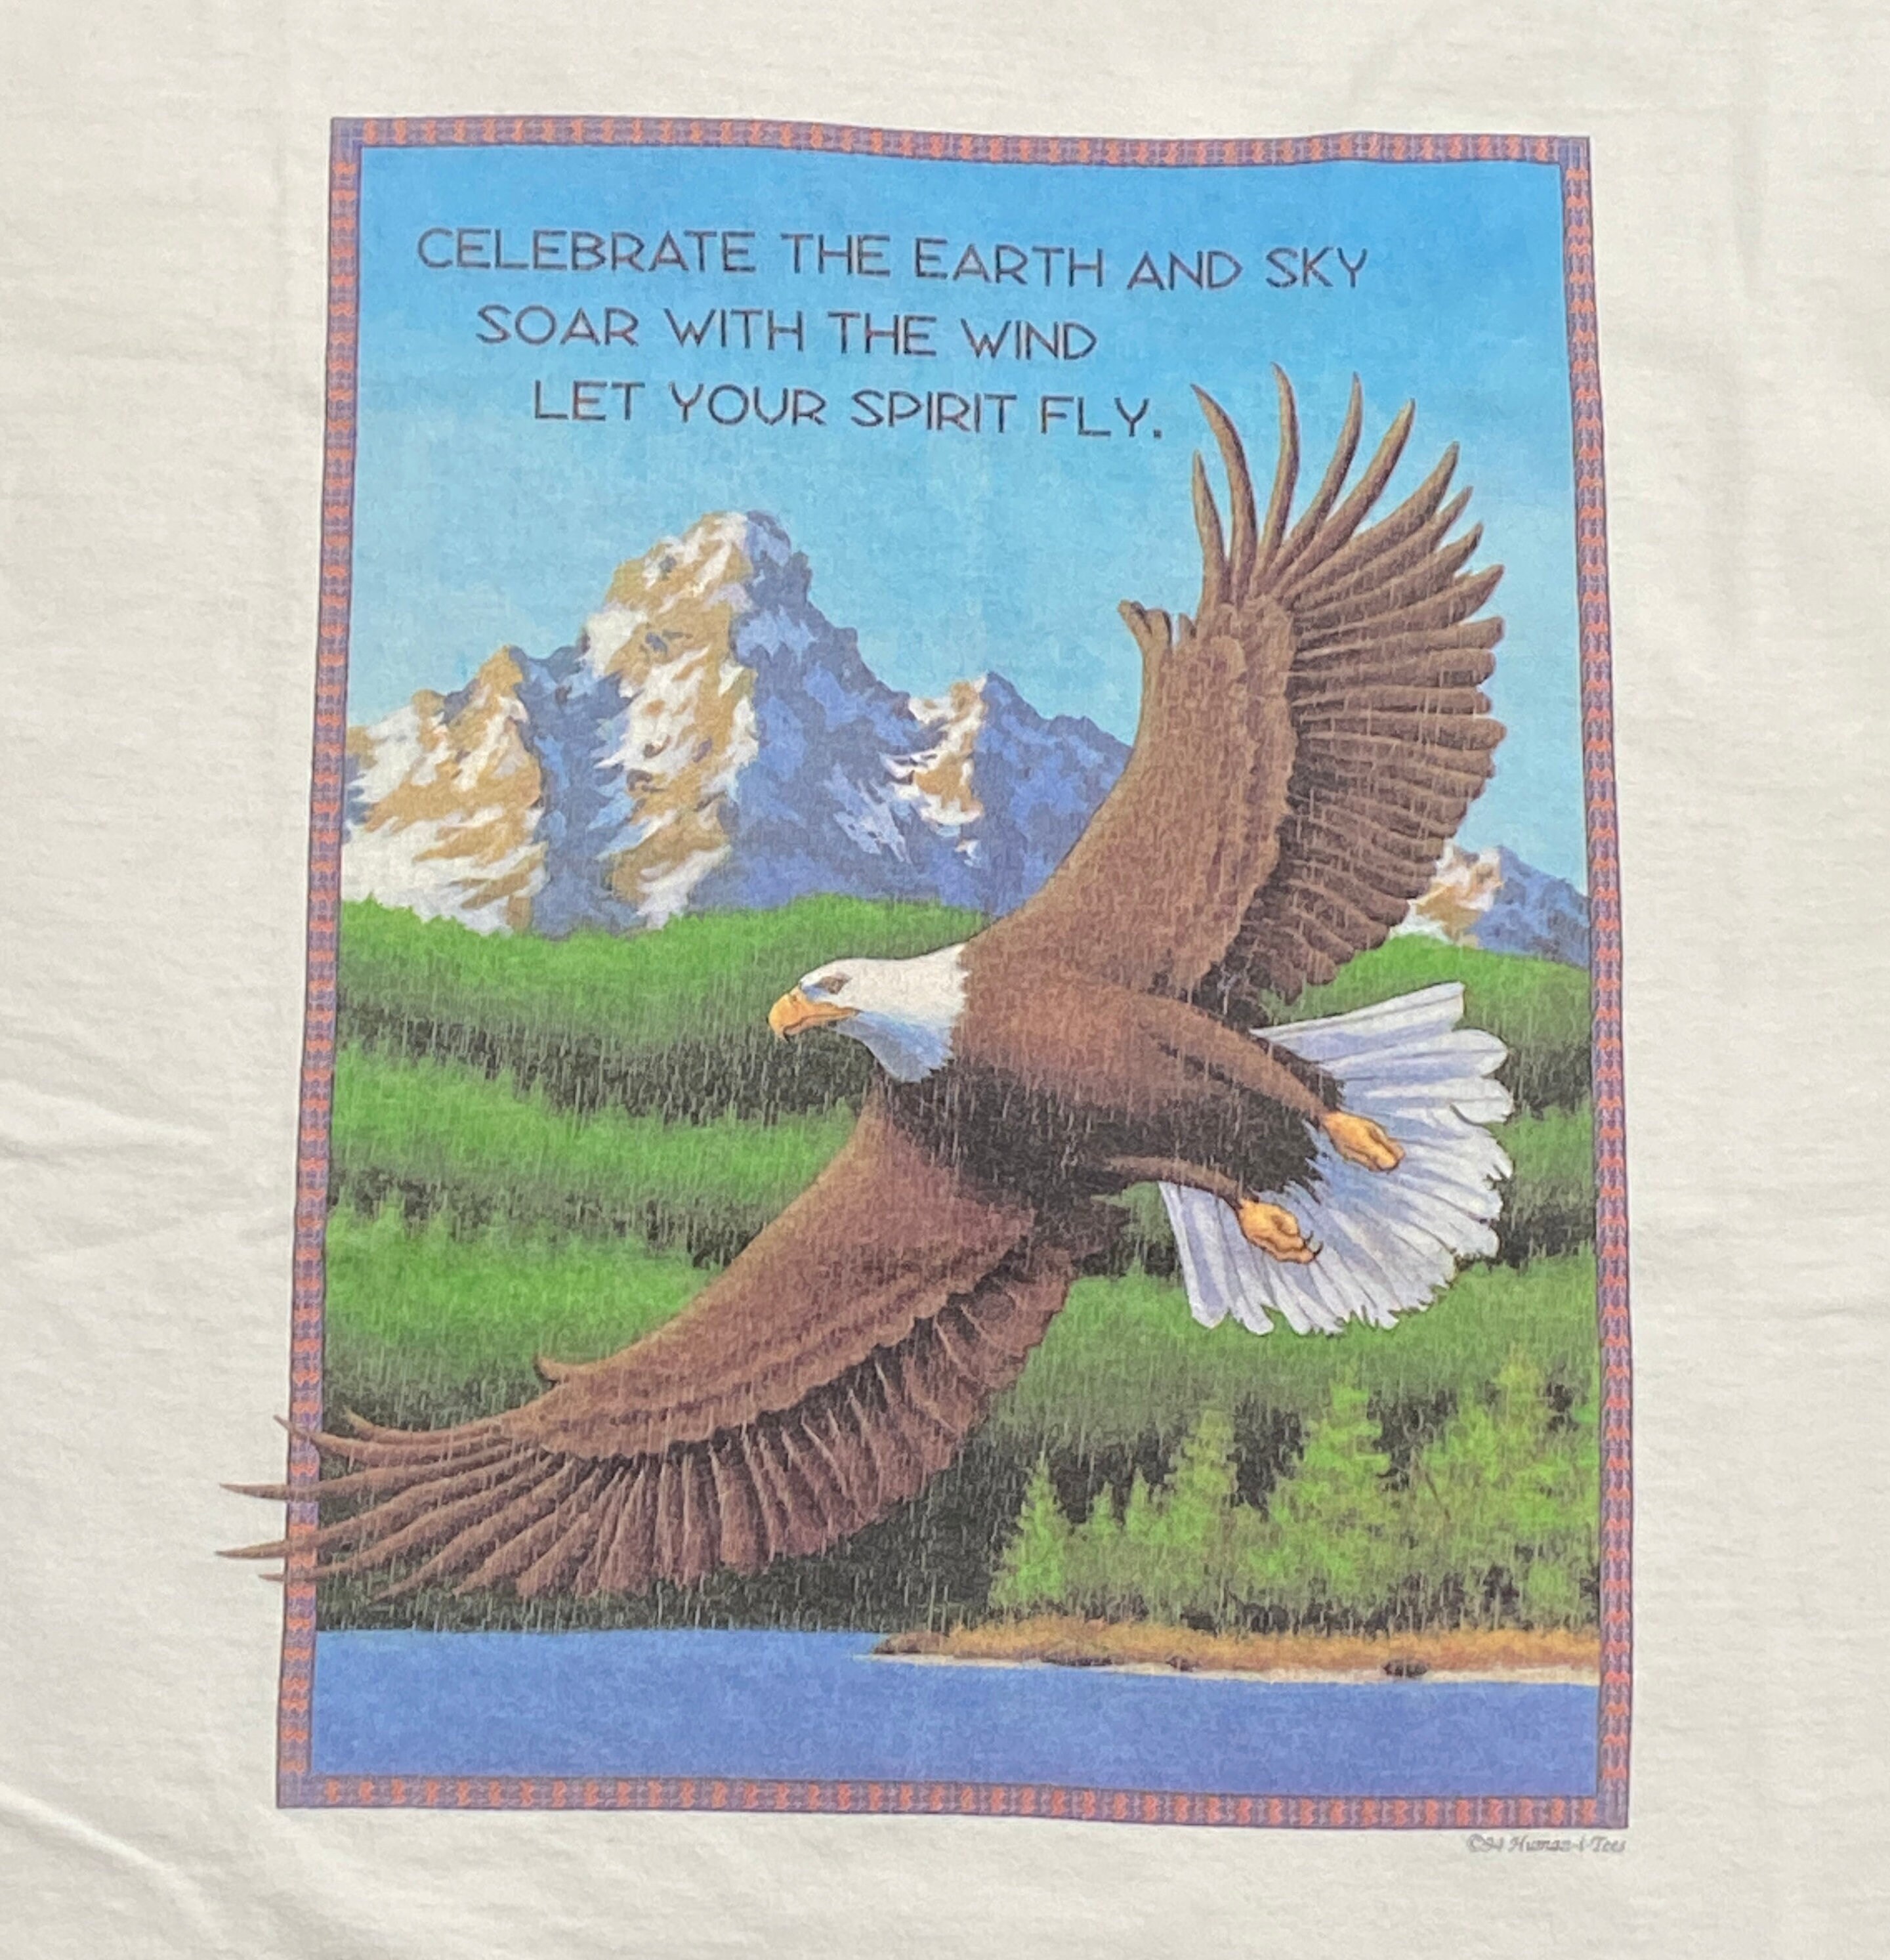 CELEBRATE THE EARTH AND SKY
SOAR WITH THE WIND
LET YOUR SPIRIT FLY.
©94 Human-i-Tees